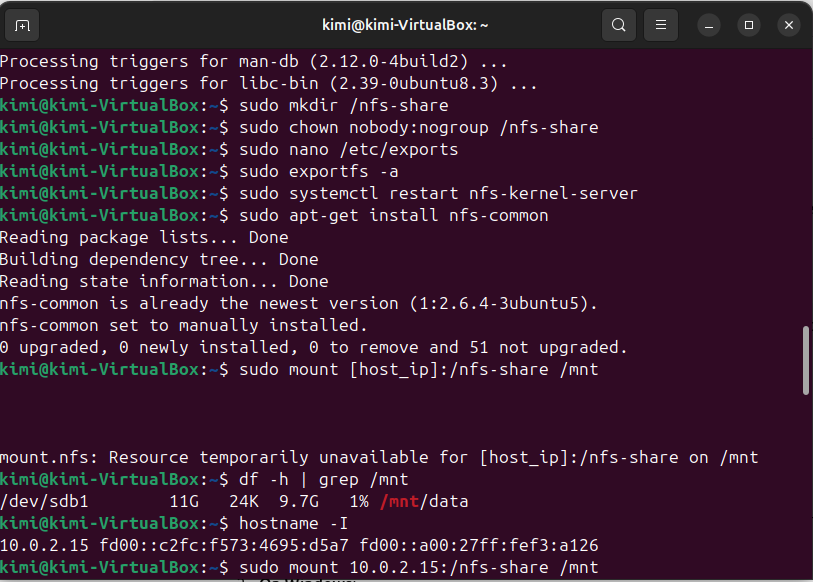 kimi@kimi-VirtualBox: ~
Processing triggers for man-db (2.12.0-4build2) ...
Processing triggers for libc-bin (2.39-0ubuntu8.3) ...
kimi@kimi-VirtualBox:~$ sudo mkdir /nfs-share
kimi@kimi-VirtualBox:~$ sudo chown nobody:nogroup /nfs-share
kimi@kimi-VirtualBox:~$ sudo nano /etc/exports
kimi@kimi-VirtualBox:~$ sudo exportfs -a
kimi@kimi-VirtualBox:~$ sudo systemctl restart nfs-kernel-server
kimi@kimi-VirtualBox:~$ sudo apt-get install nfs-common
Reading package lists... Done
Building dependency tree... Done
Reading state information... Done
nfs-common is already the newest version (1:2.6.4-3ubuntu5).
nfs-common set to manually installed.
0 upgraded, 0 newly installed, 0 to remove and 51 not upgraded.
kimi@kimi-VirtualBox:~$ sudo mount [host_ip]:/nfs-share /mnt
mount.nfs: Resource temporarily unavailable for [host_ip]:/nfs-share on /mnt
kimi@kimi-VirtualBox:~$ df -h | grep /mnt
/dev/sdb1        11G   24K  9.7G   1% /mnt/data
kimi@kimi-VirtualBox:~$ hostname -I
10.0.2.15 fd00::c2fc:f573:4695:d5a7 fd00::a00:27ff:fef3:a126
kimi@kimi-VirtualBox:~$ sudo mount 10.0.2.15:/nfs-share /mnt